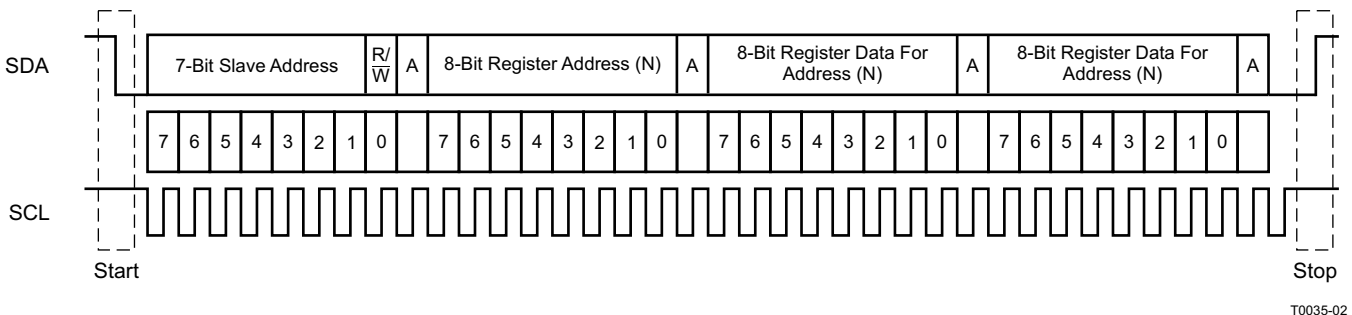 SDA
7-Bit Slave Address
R/
W
A
8-Bit Register Address (N)
A
8-Bit Register Data For
Address (N)
A
8-Bit Register Data For
Address (N)
A
7 6 5 4 3 2 1 0 7 6 5 4 3 2 1 0 7 6 5 4 3 2 1 0 7 6 5 4 3 2 1 0
SCL
Start
Stop
T0035-02